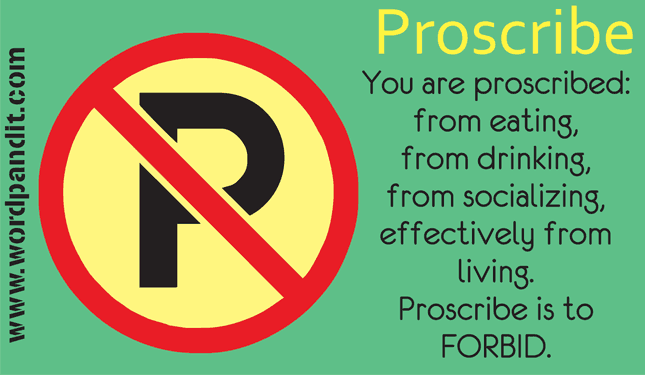 Proscribe
You are proscribed:
from eating,
from drinking,
from socializing,
effectively from
living.
Proscribe is to
FORBID.
P
www.wordpandit.com